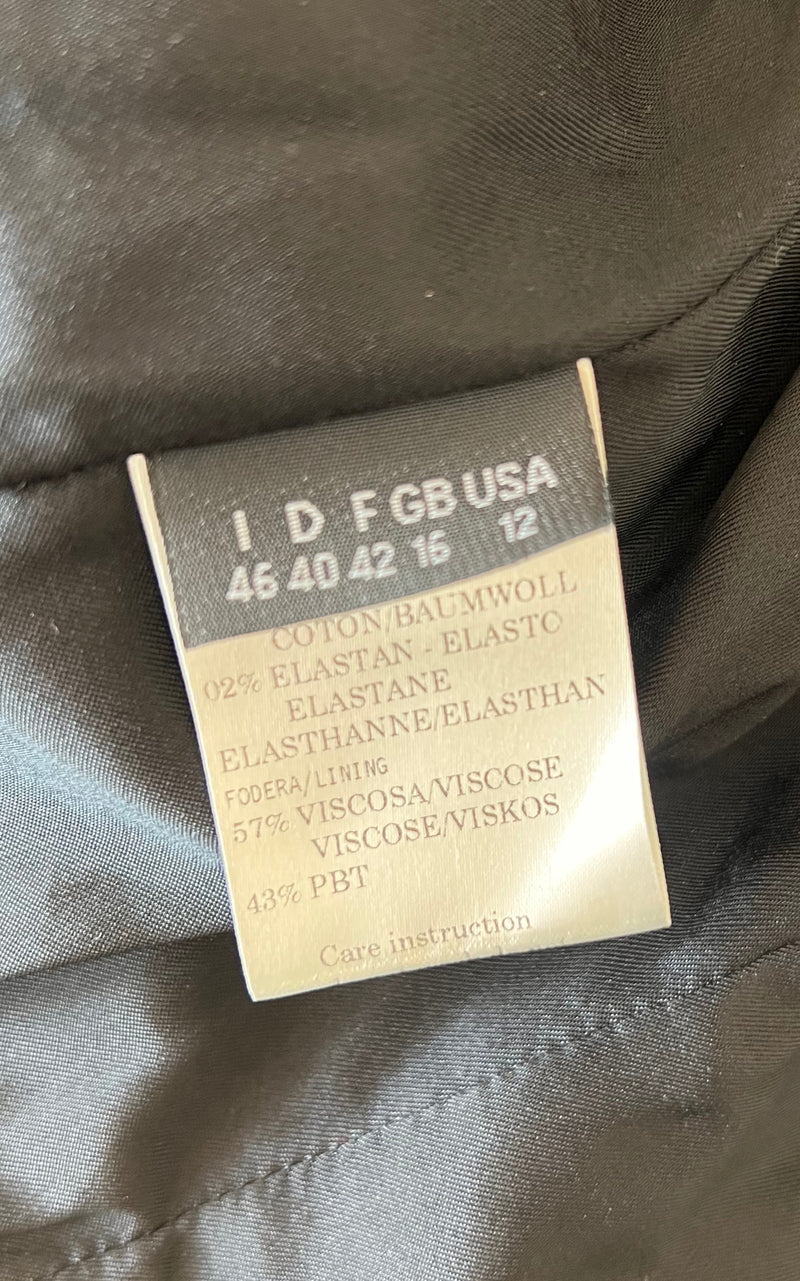 I D F GB USA
46 40 42 16 12
COTON/BAUMWOLL
02% ELASTAN - ELASTO
ELASTANE
ELASTHANNE/ELASTHAN
FODERA/LINING
57% VISCOSA/VISCOSE
VISCOSE/VISKOS
43% PBT
Care instruction